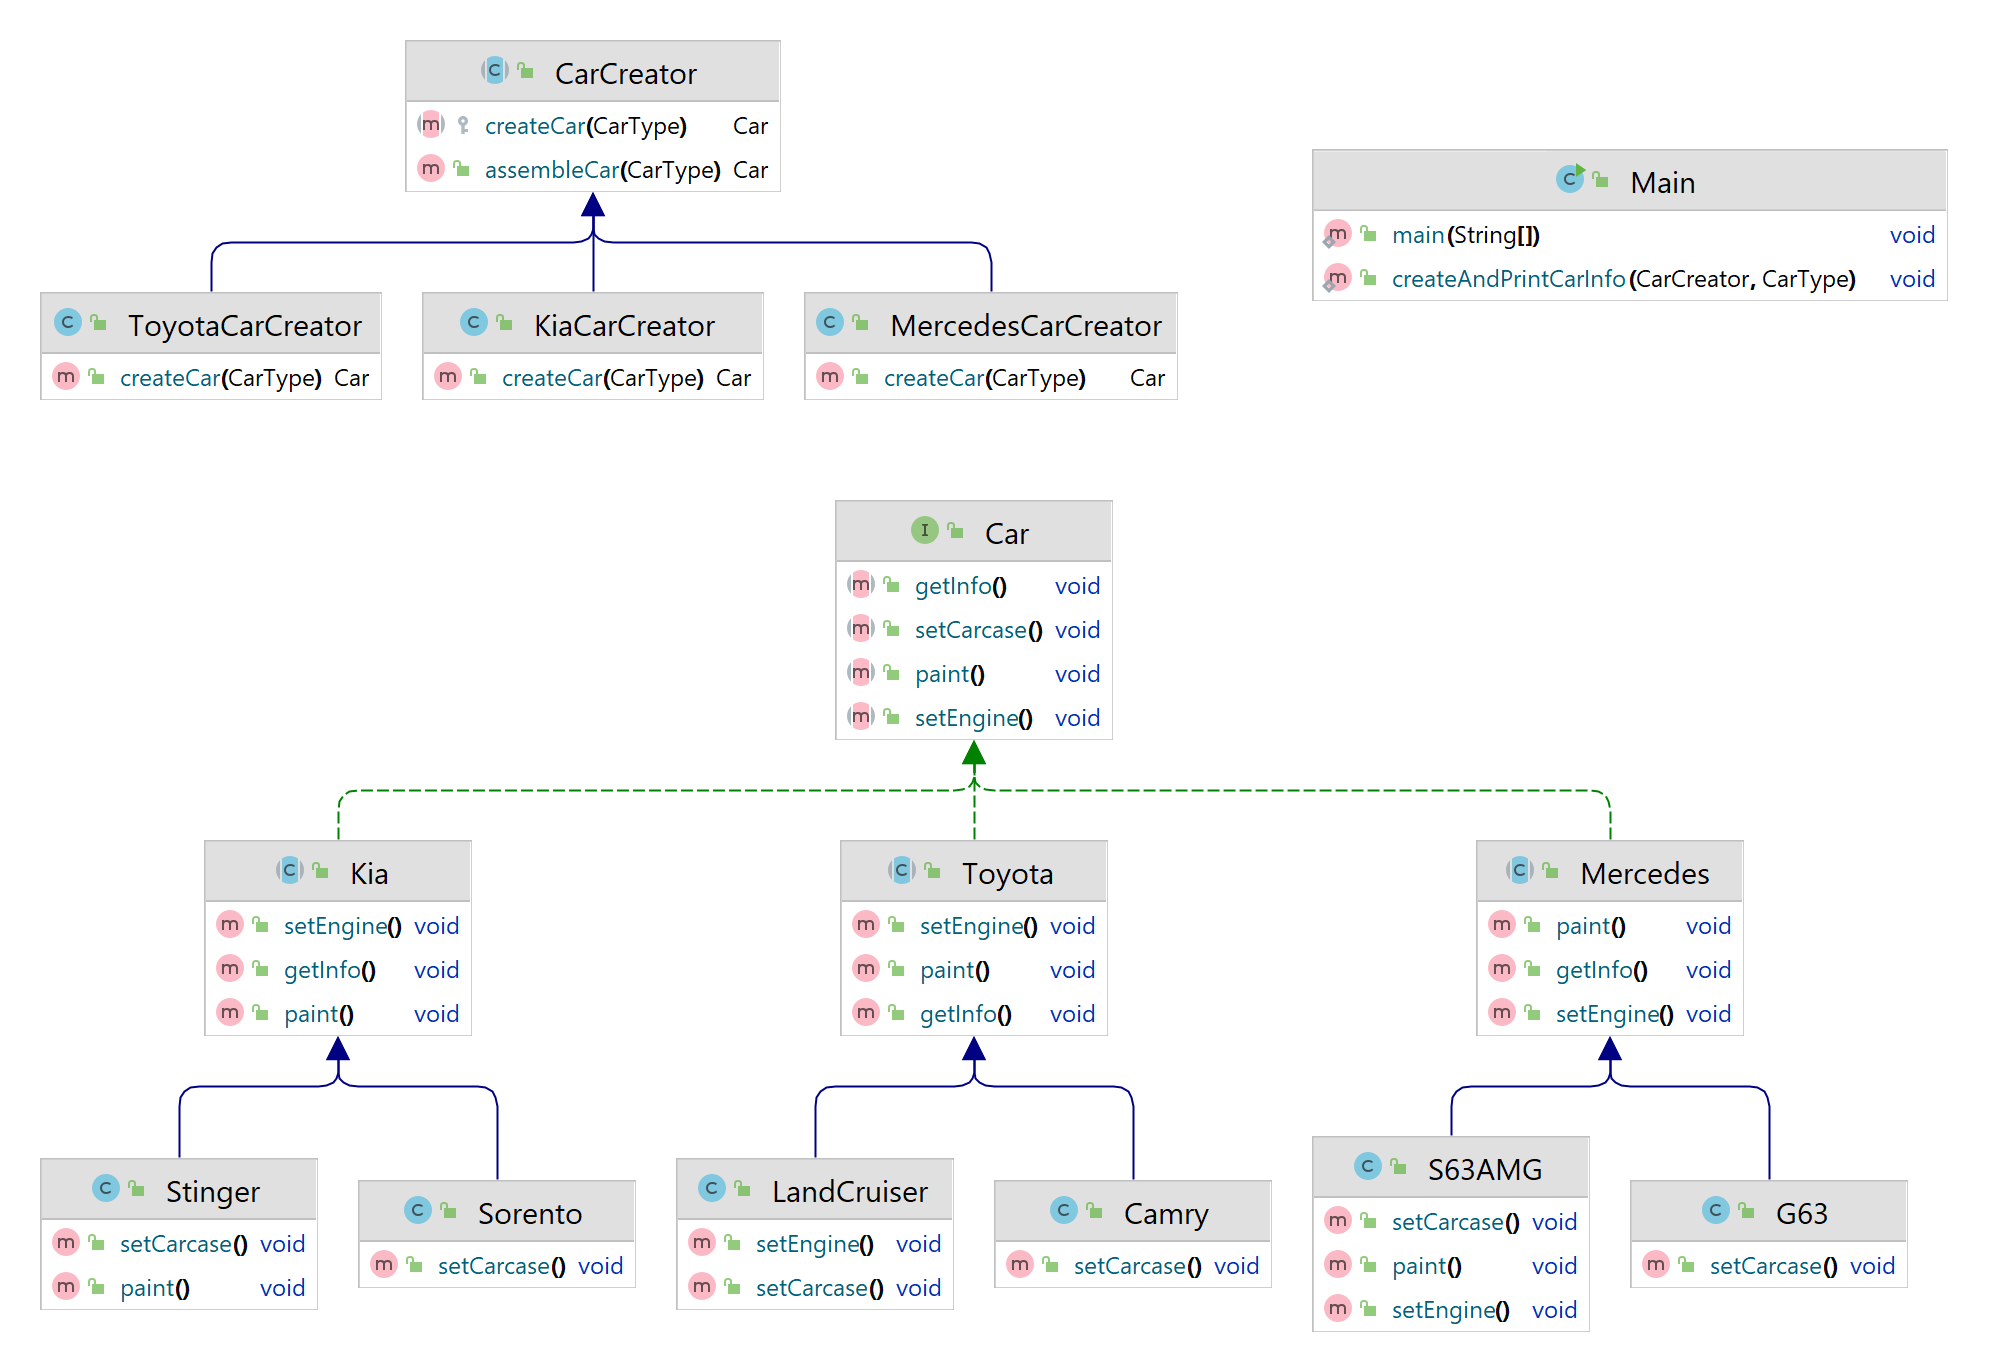 CarCreator
createCar(CarType) Car
assembleCar(CarType) Car
Main
main(String[]) void
createAndPrintCarInfo(CarCreator, CarType) void
ToyotaCarCreator
createCar(CarType) Car
KiaCarCreator
createCar(CarType) Car
MercedesCarCreator
createCar(CarType) Car
Car
getInfo() void
setCarcase() void
paint() void
setEngine() void
Kia
setEngine() void
getInfo() void
paint() void
Toyota
setEngine() void
paint() void
getInfo() void
Mercedes
paint() void
getInfo() void
setEngine() void
Stinger
setCarcase() void
paint() void
Sorento
setCarcase() void
LandCruiser
setEngine() void
setCarcase() void
Camry
setCarcase() void
S63AMG
setCarcase() void
paint() void
setEngine() void
G63
setCarcase() void